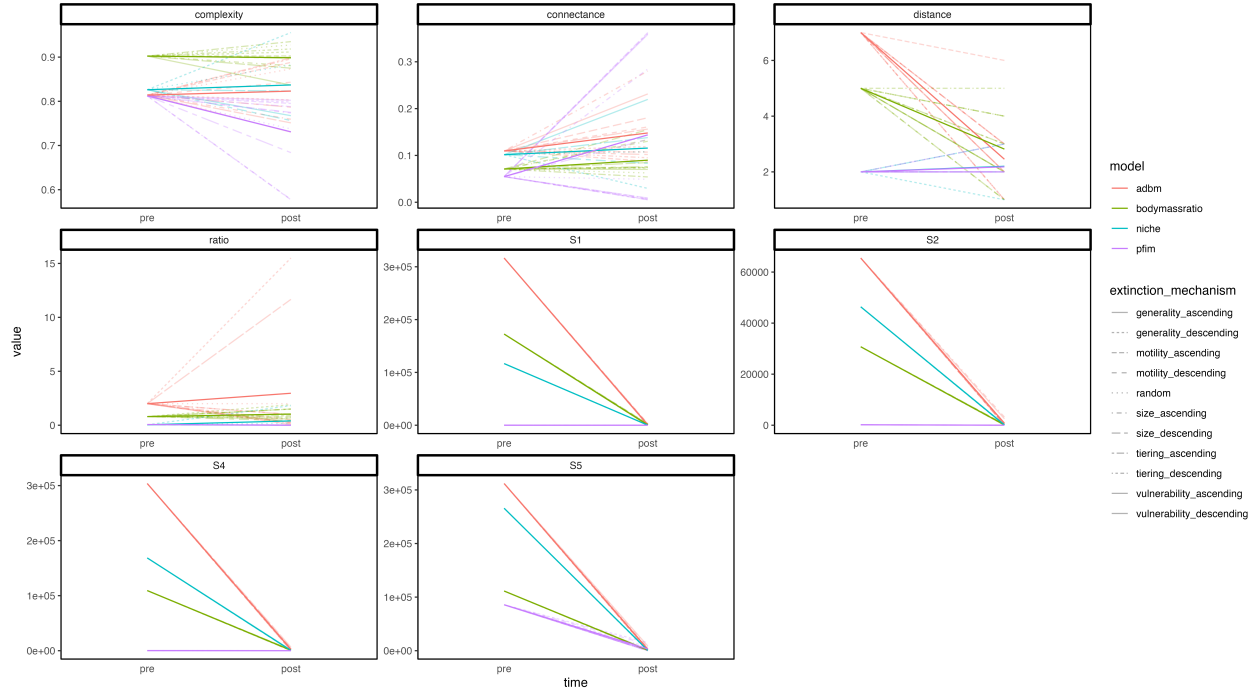 complexity
connectance
distance
0.9
0.8
0.7
0.6
pre
post
0.3
0.2
0.1
0.0
pre
post
6
4
2
pre
post
ratio
S1
S2
15
10
5
0
pre
post
3e+05
2e+05
1e+05
0e+00
pre
post
60000
40000
20000
0
pre
post
S4
S5
3e+05
2e+05
1e+05
0e+00
pre
post
3e+05
2e+05
1e+05
0e+00
pre
post
value
time
model
adbm
bodymassratio
niche
pfim
extinction_mechanism
generality_ascending
generality_descending
motility_ascending
motility_descending
random
size_ascending
size_descending
tiering_ascending
tiering_descending
vulnerability_ascending
vulnerability_descending